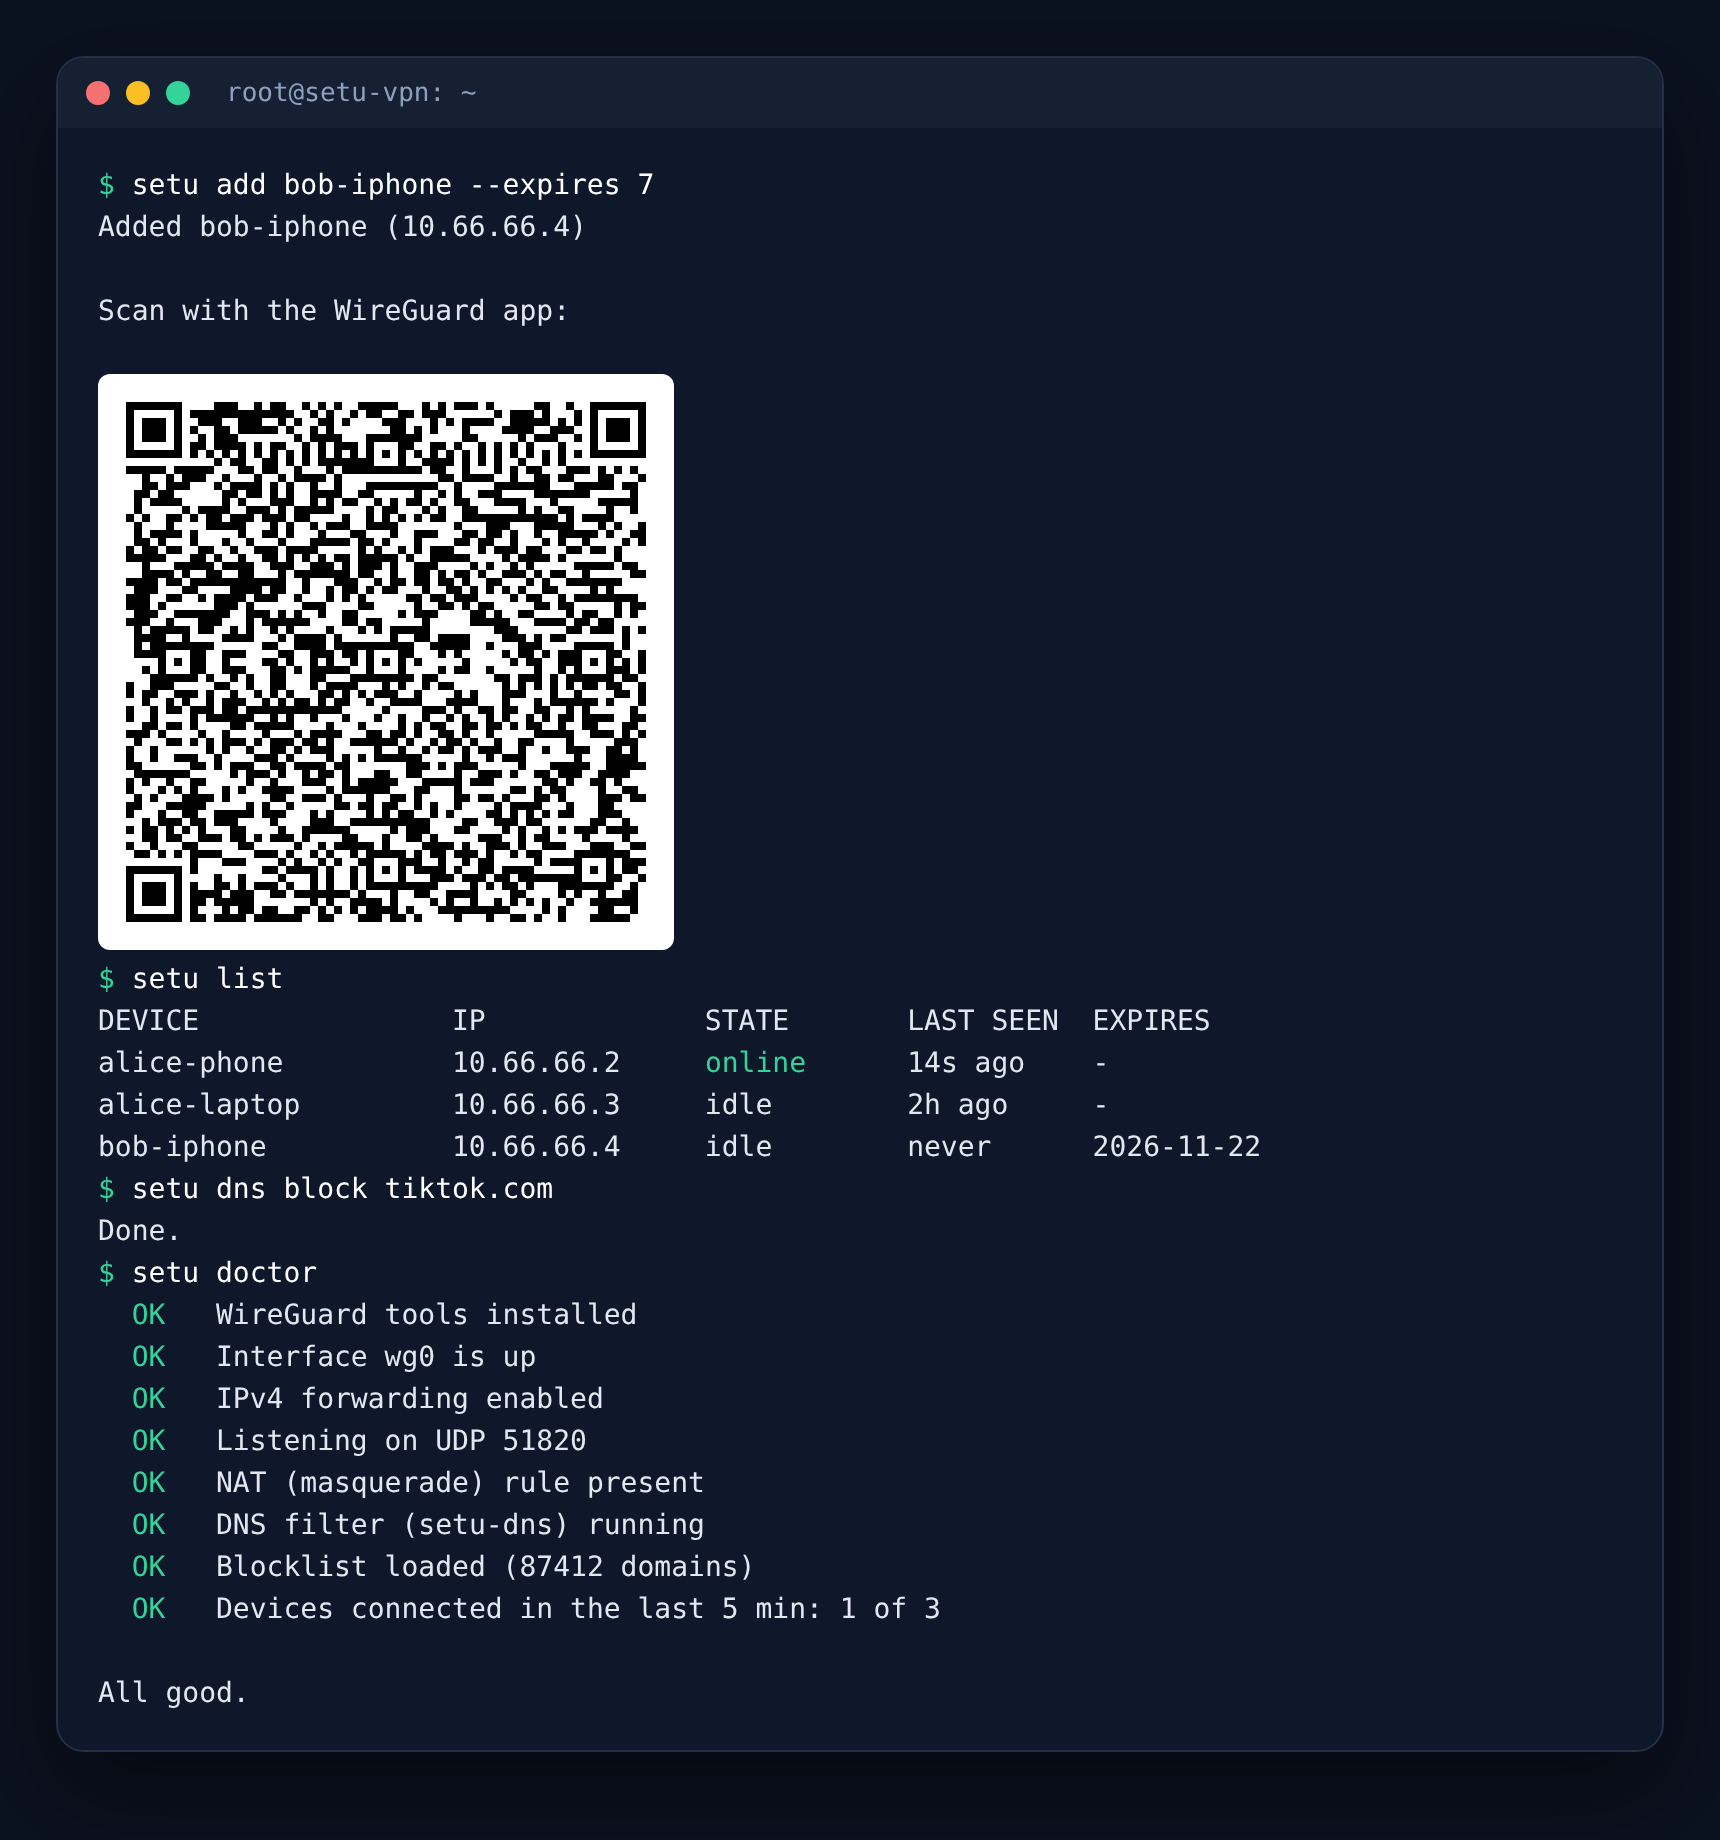 root@setu-vpn: ~
$ setu add bob-iphone --expires 7
Added bob-iphone (10.66.66.4)
Scan with the WireGuard app:
$ setu list
DEVICE               IP             STATE       LAST SEEN  EXPIRES
alice-phone          10.66.66.2     online      14s ago    -
alice-laptop         10.66.66.3     idle        2h ago     -
bob-iphone           10.66.66.4     idle        never      2026-11-22
$ setu dns block tiktok.com
Done.
$ setu doctor
  OK   WireGuard tools installed
  OK   Interface wg0 is up
  OK   IPv4 forwarding enabled
  OK   Listening on UDP 51820
  OK   NAT (masquerade) rule present
  OK   DNS filter (setu-dns) running
  OK   Blocklist loaded (87412 domains)
  OK   Devices connected in the last 5 min: 1 of 3
All good.